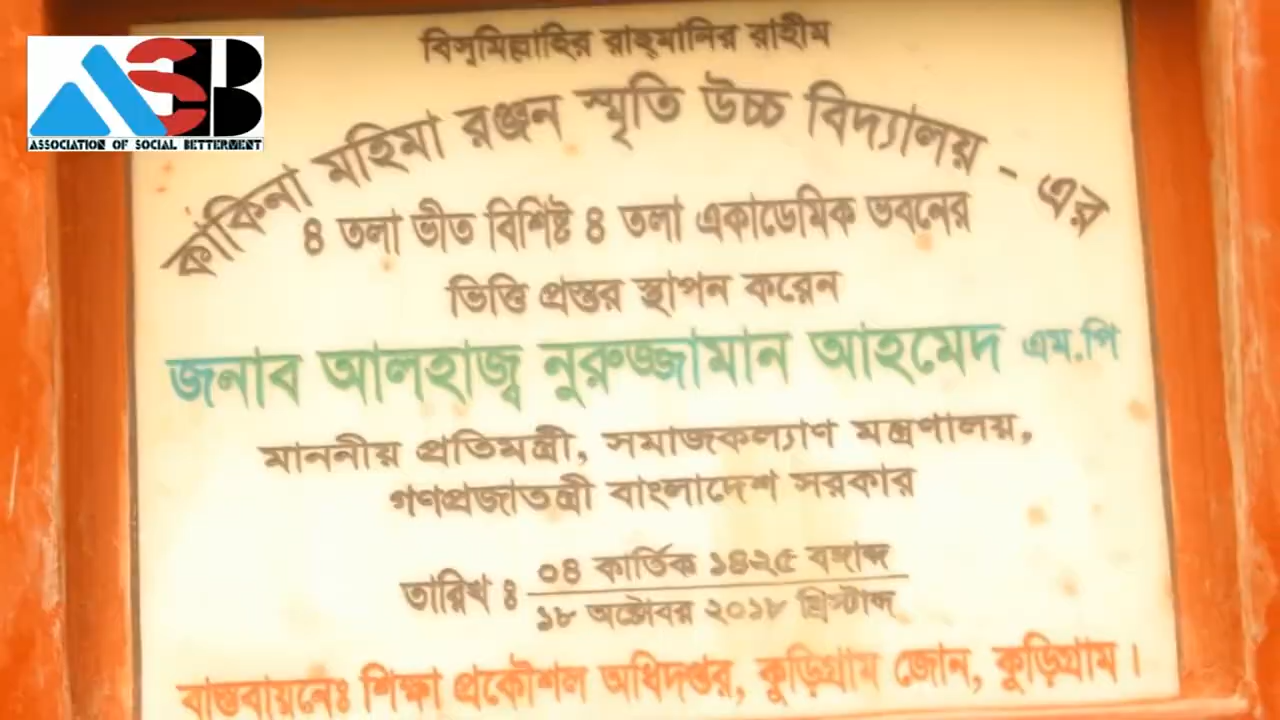 ASB
ASSOCIATION OF SOCIAL BETTERMENT
বিস্‌মিল্লাহির রাহ্‌মানির রাহীম
কাকিনা মহিমা রঞ্জন স্মৃতি উচ্চ বিদ্যালয় - এর
৪ তলা ভীত বিশিষ্ট ৪ তলা একাডেমিক ভবনের
ভিত্তি প্রস্তর স্থাপন করেন
জনাব আলহাজ্ব নুরুজ্জামান আহমেদ এম.পি
মাননীয় প্রতিমন্ত্রী, সমাজকল্যাণ মন্ত্রণালয়,
গণপ্রজাতন্ত্রী বাংলাদেশ সরকার
০৪ কার্তিক ১৪২৫ বঙ্গাব্দ
তারিখ ঃ
১৮ অক্টোবর ২০১৮ খ্রিস্টাব্দ
বাস্তবায়নেঃ শিক্ষা প্রকৌশল অধিদপ্তর, কুড়িগ্রাম জোন, কুড়িগ্রাম।